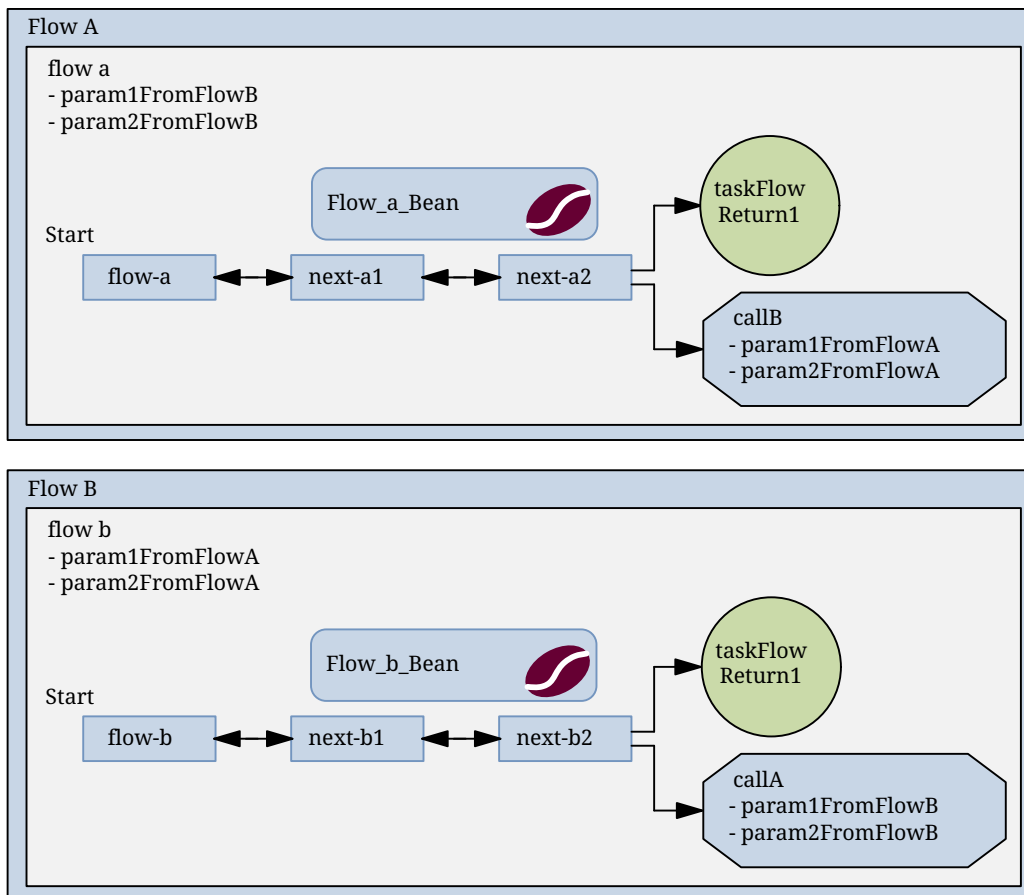 Flow A
flow a
- param1FromFlowB
- param2FromFlowB
Flow_a_Bean
taskFlow
Return1
Start
flow-a
next-a1
next-a2
callB
- param1FromFlowA
- param2FromFlowA
Flow B
flow b
- param1FromFlowA
- param2FromFlowA
Flow_b_Bean
taskFlow
Return1
Start
flow-b
next-b1
next-b2
callA
- param1FromFlowB
- param2FromFlowB